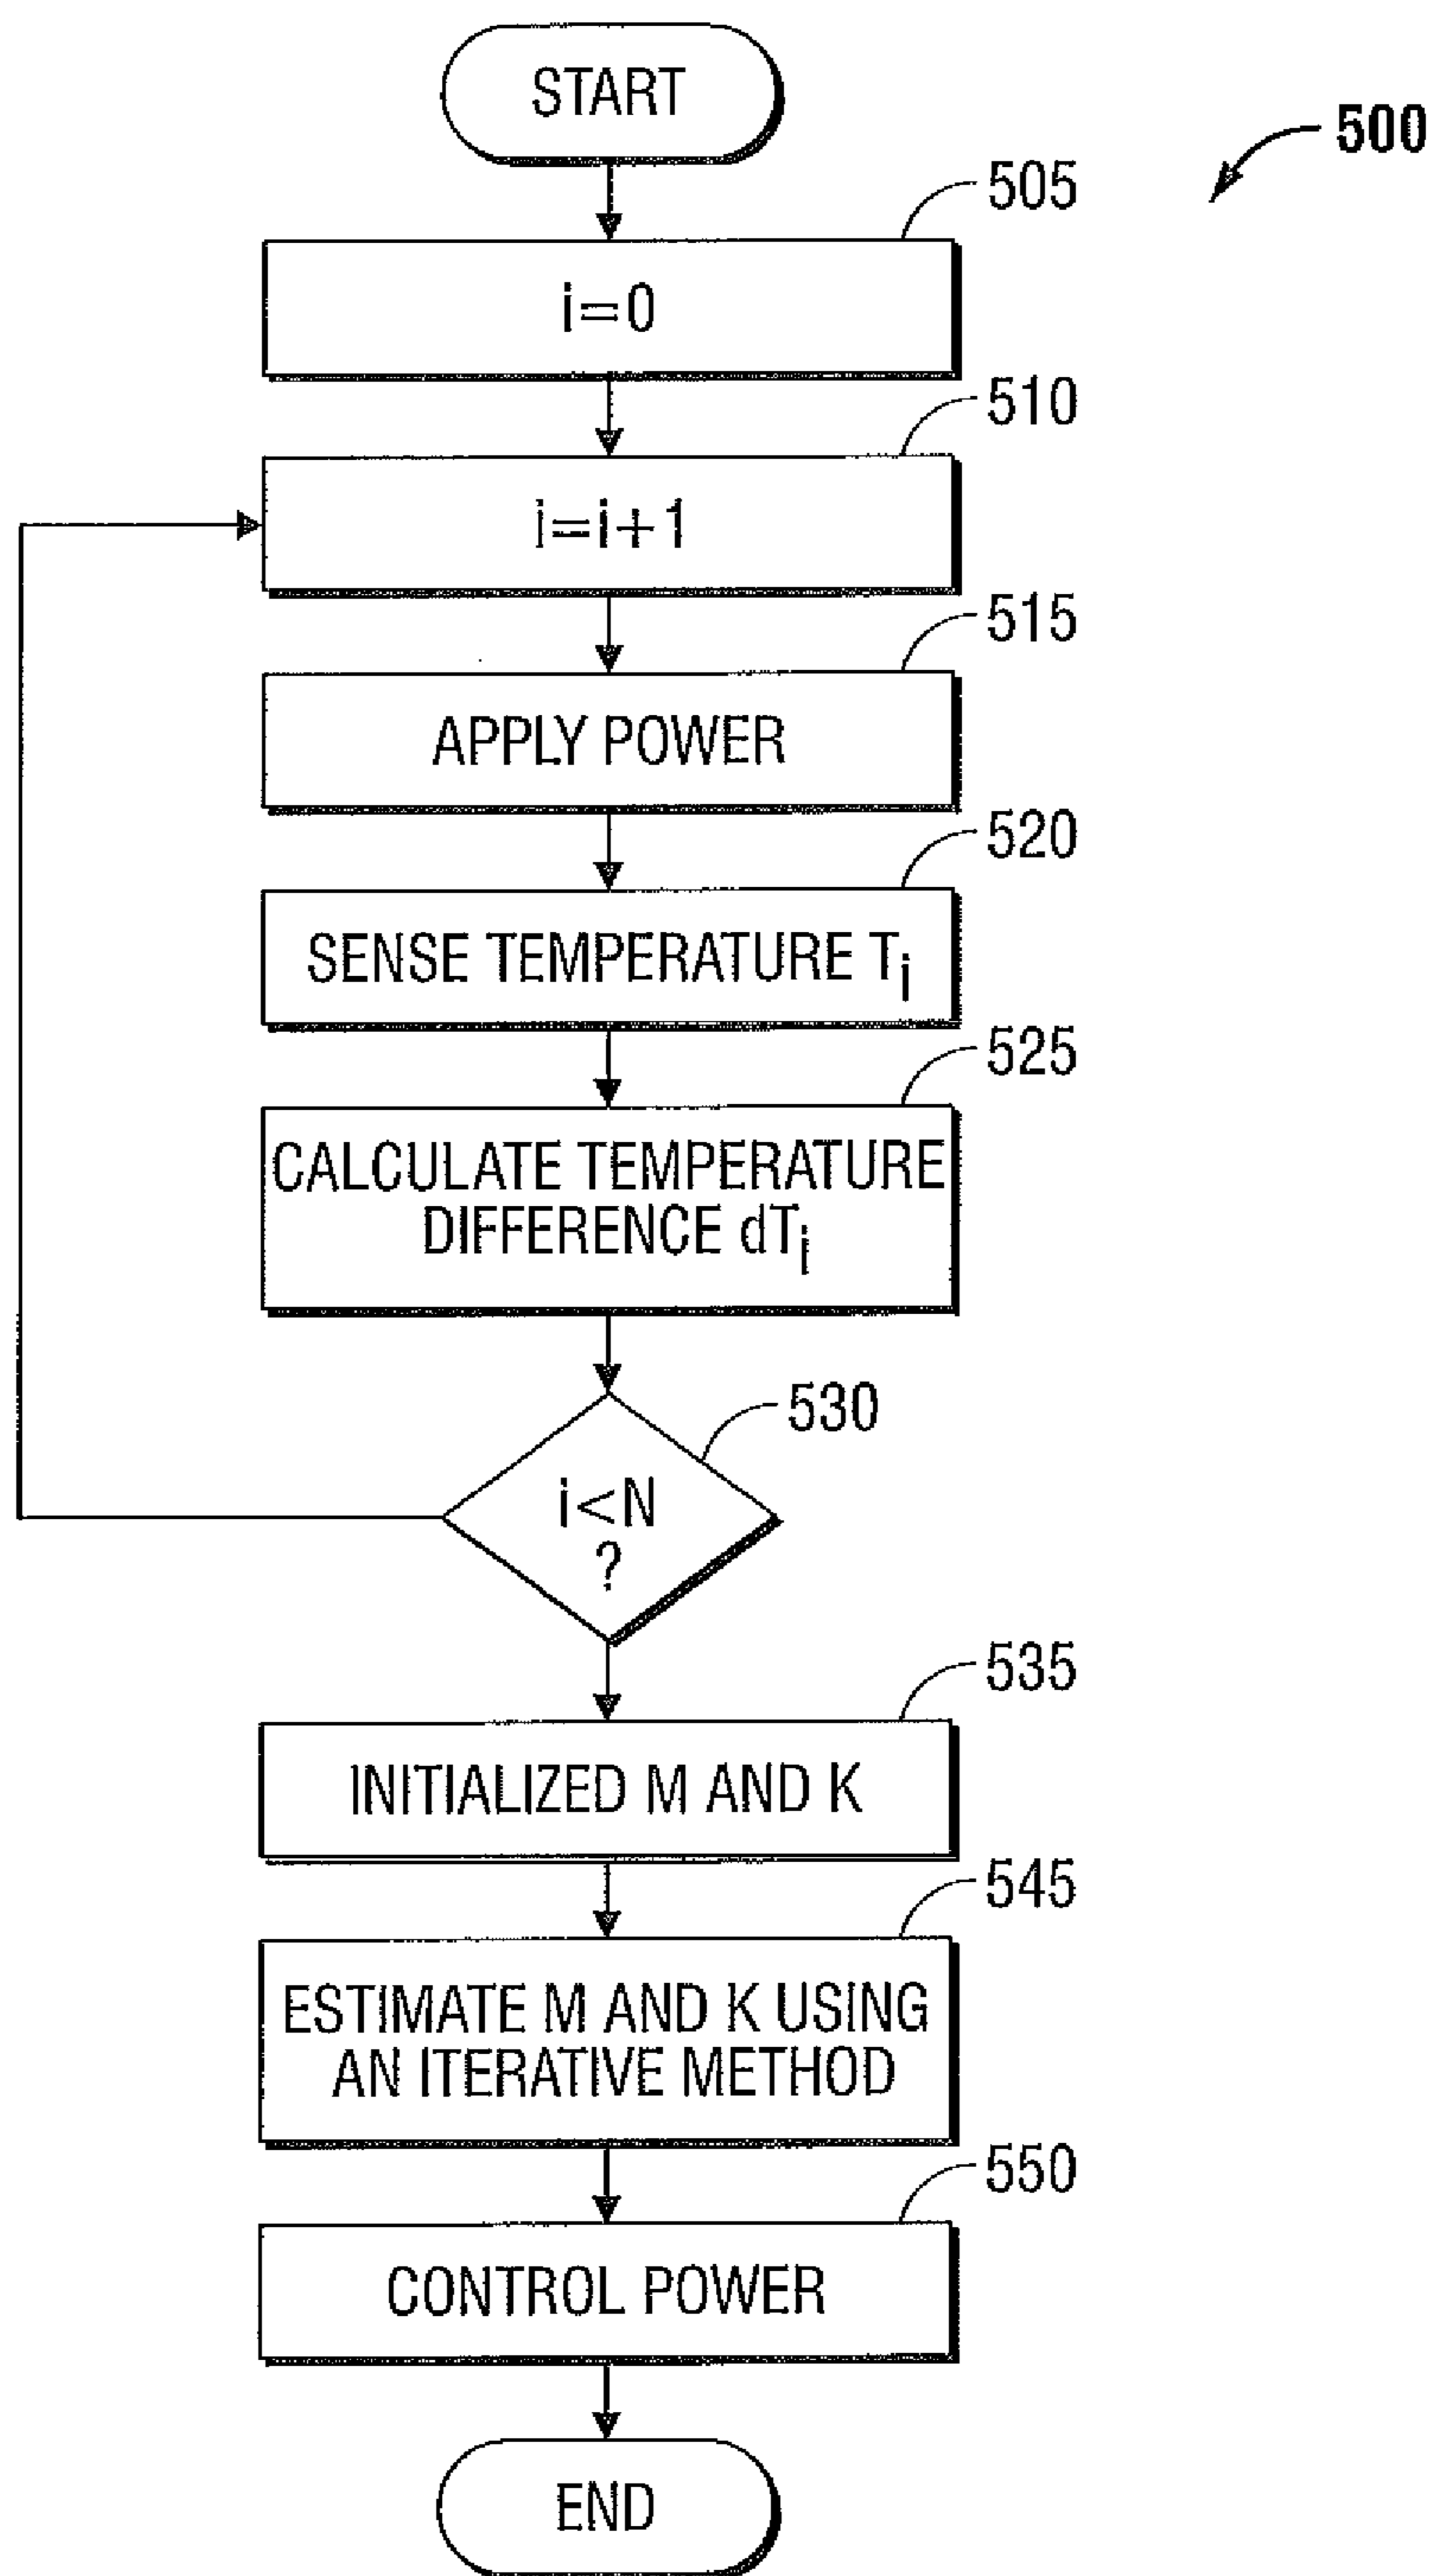 START
500
505
i=0
510
i=i+1
515
APPLY POWER
520
SENSE TEMPERATURE Ti
525
CALCULATE TEMPERATURE
DIFFERENCE dTi
530
i<N
?
535
INITIALIZED M AND K
545
ESTIMATE M AND K USING
AN ITERATIVE METHOD
550
CONTROL POWER
END